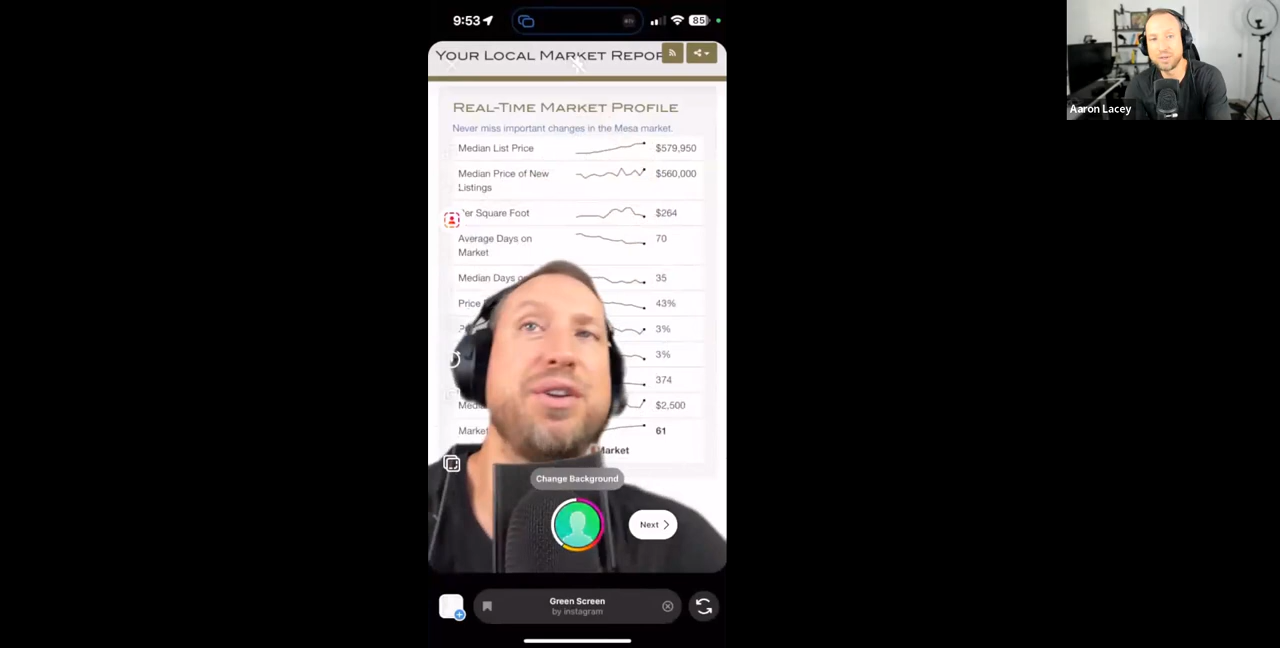 9:53
85
YOUR LOCAL MARKET REPOR
REAL-TIME MARKET PROFILE
Never miss important changes in the Mesa market.
Median List Price $579,950
Median Price of New
Listings $560,000
Per Square Foot $264
Average Days on
Market 70
Median Days 35
Price 43%
3%
3%
374
$2,500
Market 61
Market
Change Background
Next
Green Screen
by instagram
Aaron Lacey